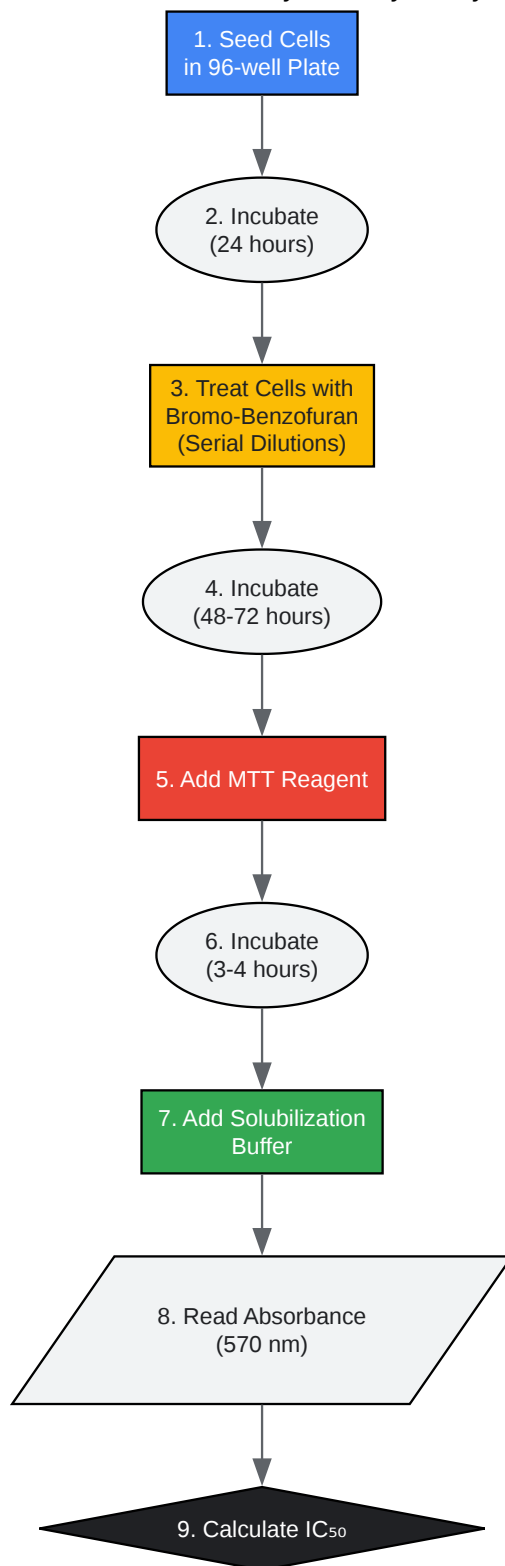 1. Seed Cells
in 96-well Plate
2. Incubate
(24 hours)
3. Treat Cells with
Bromo-Benzofuran
(Serial Dilutions)
4. Incubate
(48-72 hours)
5. Add MTT Reagent
6. Incubate
(3-4 hours)
7. Add Solubilization
Buffer
8. Read Absorbance
(570 nm)
9. Calculate IC₅₀